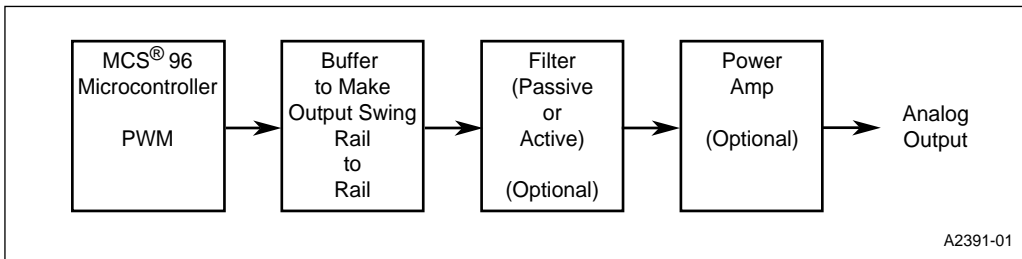 MCS® 96
Microcontroller
PWM
Buffer
to Make
Output Swing
Rail
to
Rail
Filter
(Passive
or
Active)
(Optional)
Power
Amp
(Optional)
Analog
Output
A2391-01